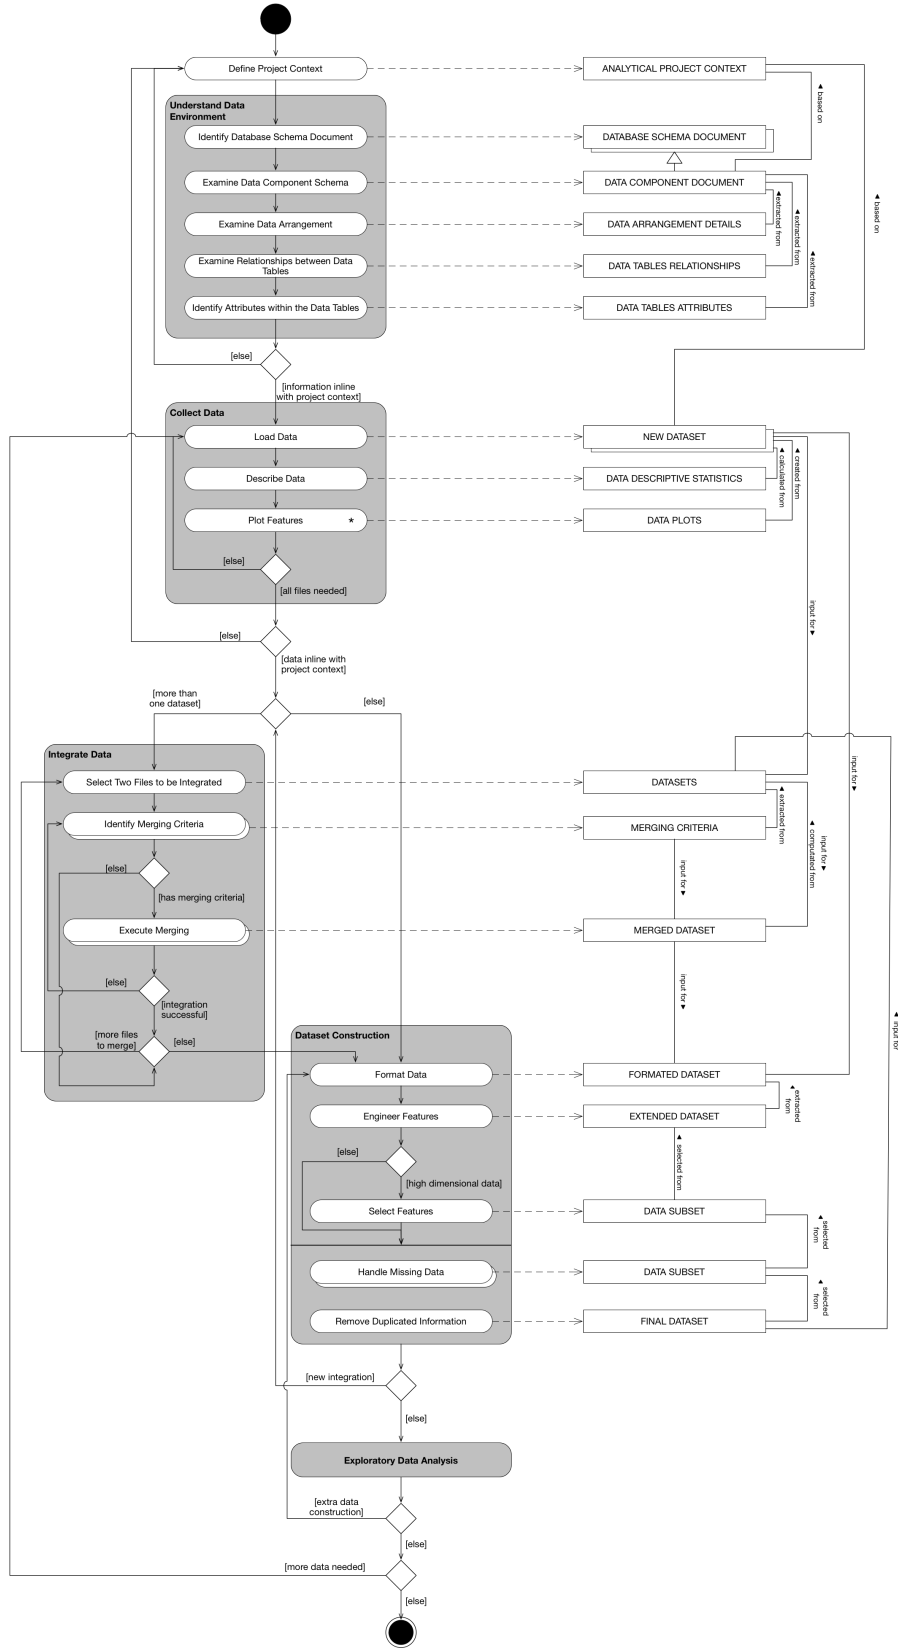 Define Project Context
ANALYTICAL PROJECT CONTEXT
▲ based on
Understand Data
Environment
Identify Database Schema Document
DATABASE SCHEMA DOCUMENT
Examine Data Component Schema
DATA COMPONENT DOCUMENT
▲ extracted from
▲ extracted from
▲ based on
Examine Data Arrangement
DATA ARRANGEMENT DETAILS
Examine Relationships between Data
Tables
DATA TABLES RELATIONSHIPS
▲ extracted from
Identify Attributes within the Data Tables
DATA TABLES ATTRIBUTES
[else]
[information inline
with project context]
Collect Data
Load Data
NEW DATASET
▲ calculated from
▲ created from
Describe Data
DATA DESCRIPTIVE STATISTICS
Plot Features *
DATA PLOTS
[else]
[all files needed]
input for ▼
[else]
[data inline with
project context]
[more than
one dataset]
[else]
Integrate Data
Select Two Files to be Integrated
DATASETS
input for ▼
▲ extracted from
Identify Merging Criteria
MERGING CRITERIA
▲ computated from
input for ▼
[else]
input for ▼
[has merging criteria]
Execute Merging
MERGED DATASET
[else]
input for ▼
[integration
successful]
[more files
to merge]
[else]
▲ input for
Dataset Construction
Format Data
FORMATED DATASET
▲ extracted
from
Engineer Features
EXTENDED DATASET
[else]
▲ selected from
[high dimensional data]
Select Features
DATA SUBSET
▲ selected
from
Handle Missing Data
DATA SUBSET
▲ selected
from
Remove Duplicated Information
FINAL DATASET
[new integration]
[else]
Exploratory Data Analysis
[extra data
construction]
[else]
[more data needed]
[else]